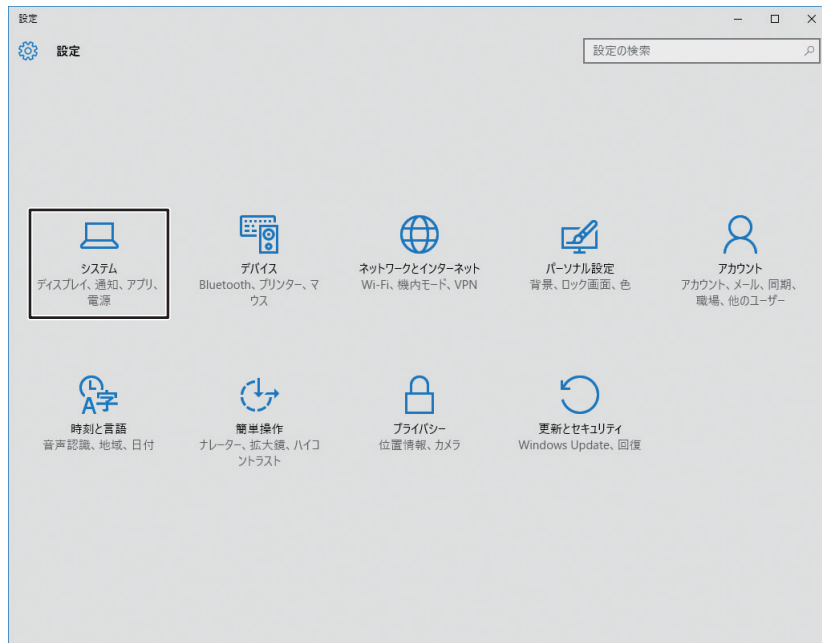 設定
設定
設定の検索
システム
ディスプレイ、通知、アプリ、
電源
デバイス
Bluetooth、プリンター、マ
ウス
ネットワークとインターネット
Wi-Fi、機内モード、VPN
パーソナル設定
背景、ロック画面、色
アカウント
アカウント、メール、同期、
職場、他のユーザー
時刻と言語
音声認識、地域、日付
簡単操作
ナレーター、拡大鏡、ハイコ
ントラスト
プライバシー
位置情報、カメラ
更新とセキュリティ
Windows Update、回復